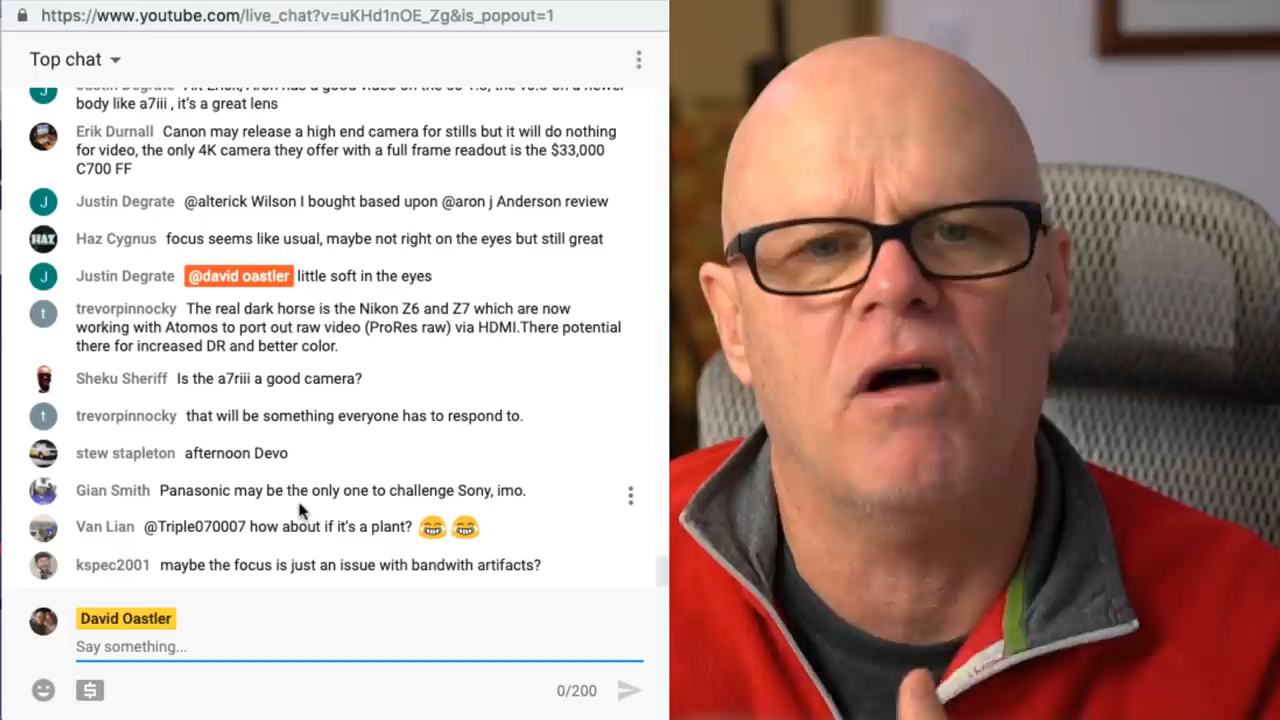 https://www.youtube.com/live_chat?v=uKHd1nOE_Zg&is_popout=1
Top chat
Justin Degrate
body like a7iii , it's a great lens
Erik Durnall Canon may release a high end camera for stills but it will do nothing
for video, the only 4K camera they offer with a full frame readout is the $33,000
C700 FF
J Justin Degrate @alterick Wilson I bought based upon @aron j Anderson review
HAZ Haz Cygnus focus seems like usual, maybe not right on the eyes but still great
J Justin Degrate @david oastler little soft in the eyes
t trevorpinnocky The real dark horse is the Nikon Z6 and Z7 which are now
working with Atomos to port out raw video (ProRes raw) via HDMI.There potential
there for increased DR and better color.
Sheku Sheriff Is the a7riii a good camera?
t trevorpinnocky that will be something everyone has to respond to.
stew stapleton afternoon Devo
Gian Smith Panasonic may be the only one to challenge Sony, imo.
Van Lian @Triple070007 how about if it's a plant? 😂 😂
kspec2001 maybe the focus is just an issue with bandwith artifacts?
David Oastler
Say something...
0/200